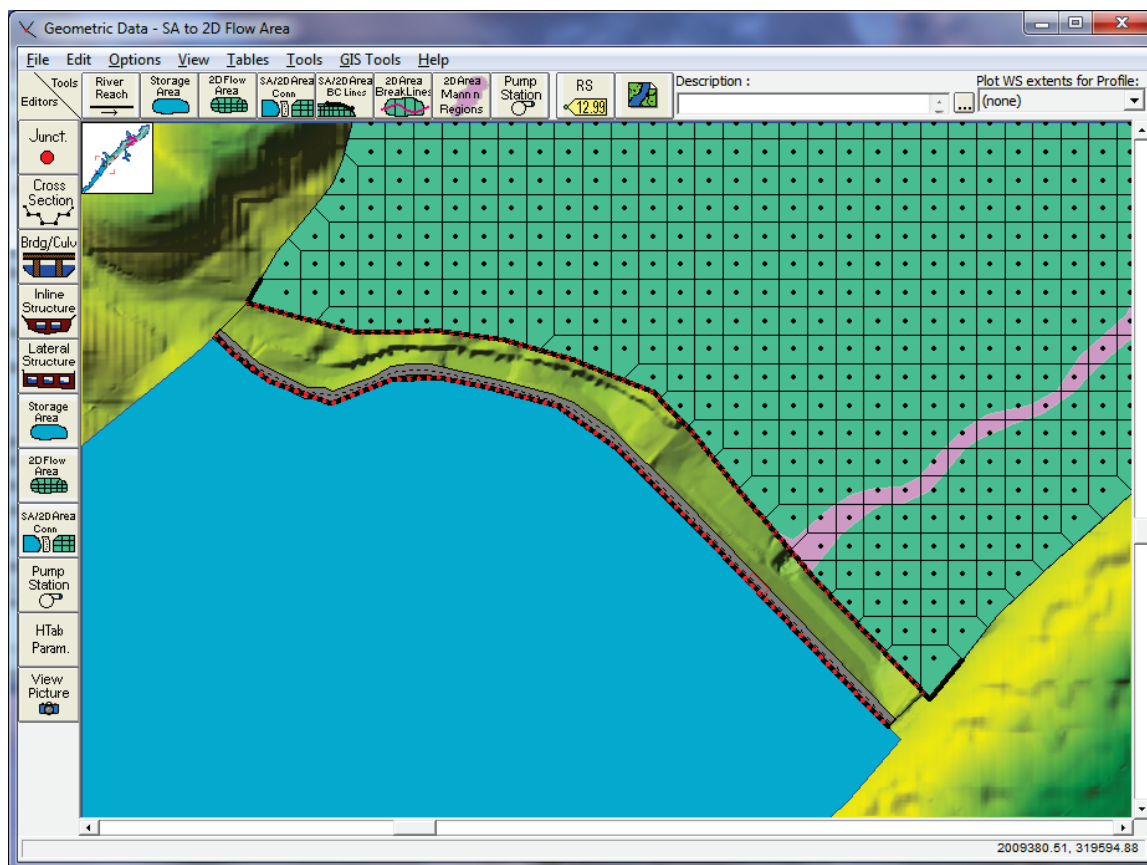 Geometric Data - SA to 2D Flow Area
File Edit Options View Tables Tools GIS Tools Help
Tools
Editors
River
Reach
Storage
Area
2D Flow
Area
SA/2D Area
Conn
SA/2D Area
BC Lines
2D Area
BreakLines
2D Area
Mann n
Regions
Pump
Station
RS
12.99
Description :
...
Plot WS extents for Profile:
(none)
Junct.
Cross
Section
Brdg/Culv
Inline
Structure
Lateral
Structure
Storage
Area
2D Flow
Area
SA/2D Area
Conn
Pump
Station
HTab
Param.
View
Picture
2009380.51, 319594.88